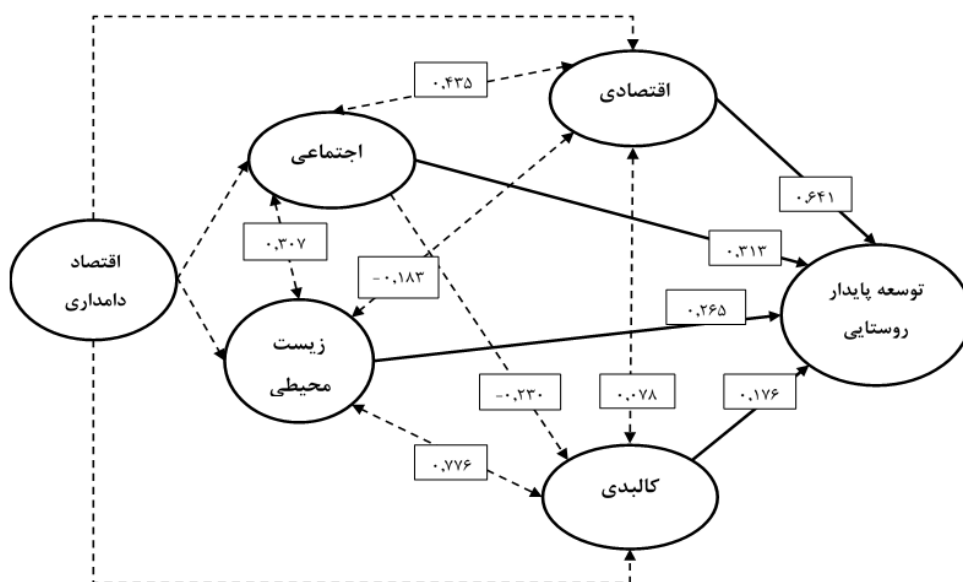 اقتصادی
۰,۴۳۵
اجتماعی
۰,۶۴۱
۰,۳۰۷
۰,۳۱۳
اقتصاد
دامداری
-۰,۱۸۳
توسعه پایدار
روستایی
۰,۲۶۵
زیست
محیطی
-۰,۲۳۰
۰,۰۷۸
۰,۱۷۶
۰,۷۷۶
کالبدی